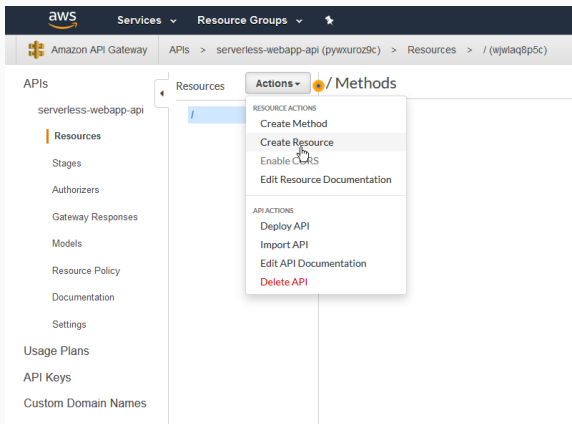 aws Services Resource Groups
Amazon API Gateway APIs > serverless-webapp-api (pywxuroz9c) > Resources > / (wjwlaq8p5c)
APIs
serverless-webapp-api
Resources
Stages
Authorizers
Gateway Responses
Models
Resource Policy
Documentation
Settings
Usage Plans
API Keys
Custom Domain Names
Resources Actions
/
RESOURCE ACTIONS
Create Method
Create Resource
Enable CORS
Edit Resource Documentation
API ACTIONS
Deploy API
Import API
Edit API Documentation
Delete API
/ Methods